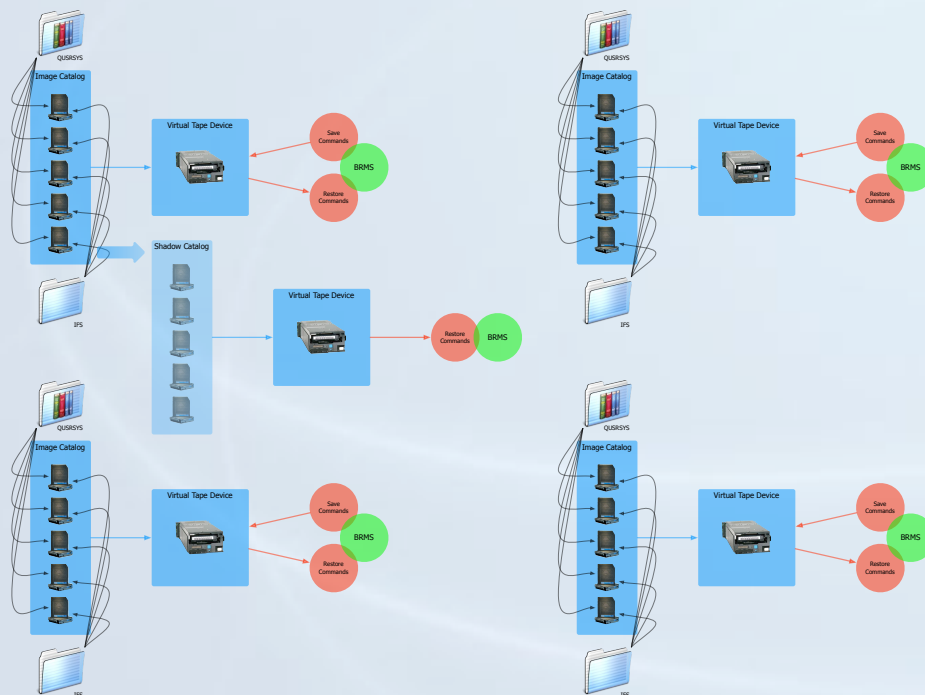 QUSRSYS
Image Catalog
Virtual Tape Device
Save
Commands
BRMS
Restore
Commands
IFS
QUSRSYS
Image Catalog
Virtual Tape Device
Save
Commands
BRMS
Restore
Commands
IFS
Shadow Catalog
Virtual Tape Device
Restore
Commands
BRMS
QUSRSYS
Image Catalog
Virtual Tape Device
Save
Commands
BRMS
Restore
Commands
IFS
QUSRSYS
Image Catalog
Virtual Tape Device
Save
Commands
BRMS
Restore
Commands
IFS